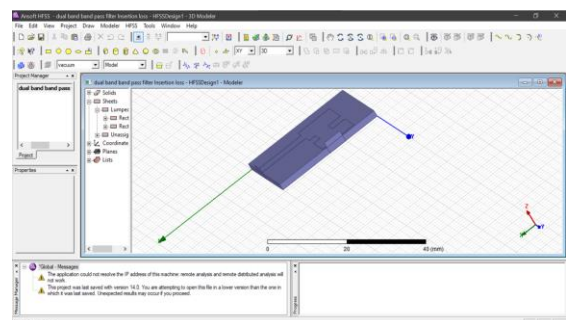 Ansoft HFSS - dual band band pass filter Insertion loss - HFSSDesign1 - 3D Modeler
File Edit View Project Draw Modeler HFSS Tools Window Help
XY
3D
vacuum
Model
Project Manager
dual band band pass
Project
Properties
dual band band pass filter Insertion loss - HFSSDesign1 - Modeler
Solids
Sheets
Lumped
Rect
Rect
Unassig
Coordinate
Planes
Lists
Y
Z
Y
0
20
40 (mm)
*Global - Messages
The application could not resolve the IP address of this machine: remote analysis and remote distributed analysis will
not work.
The project was last saved with version 14.0. You are attempting to open this file in a lower version than the one in
which it was last saved. Unexpected results may occur if you proceed.
Message Manager
Progress